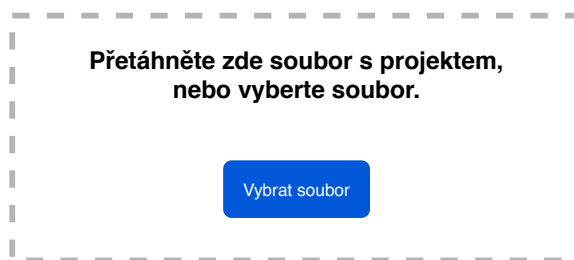 Přetáhněte zde soubor s projektem,
nebo vyberte soubor.
Vybrat soubor